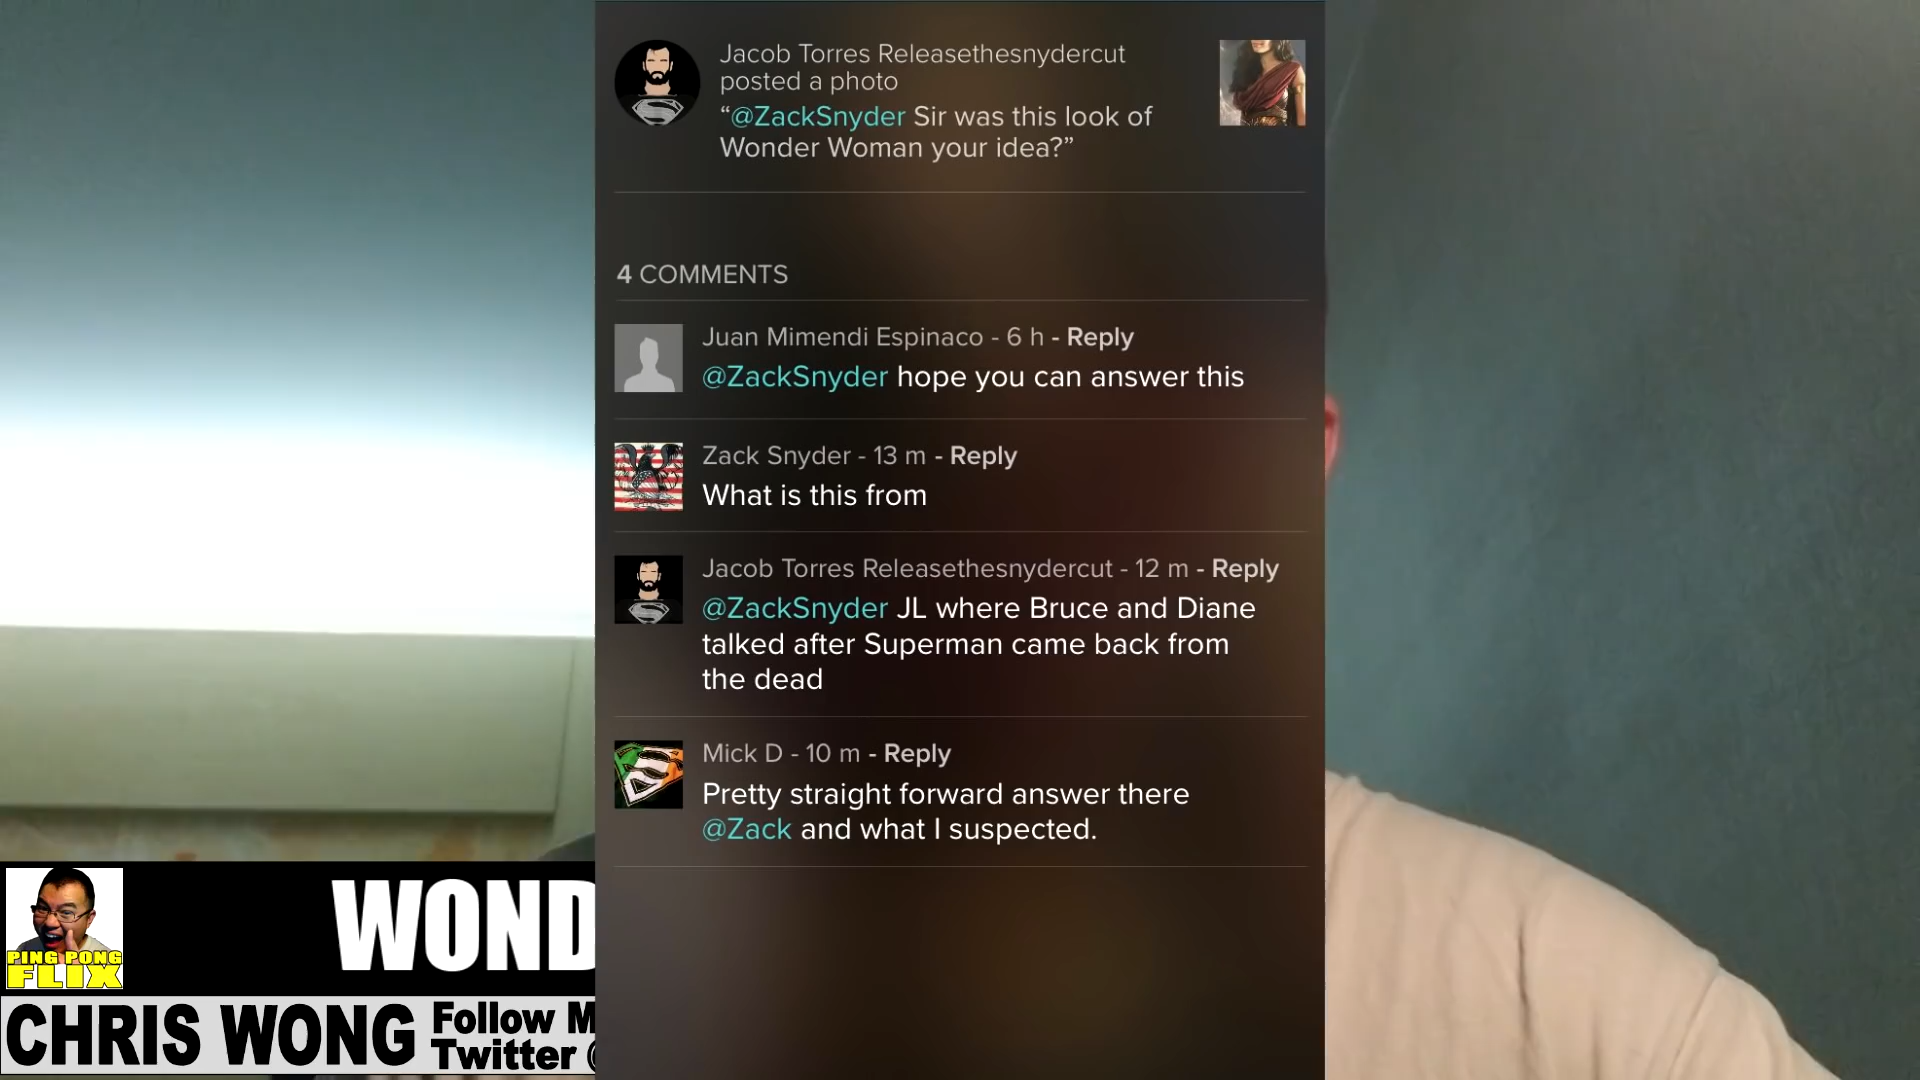 Jacob Torres Releasethesnydercut
posted a photo
“@ZackSnyder Sir was this look of
Wonder Woman your idea?”
4 COMMENTS
Juan Mimendi Espinaco - 6 h - Reply
@ZackSnyder hope you can answer this
Zack Snyder - 13 m - Reply
What is this from
Jacob Torres Releasethesnydercut - 12 m - Reply
@ZackSnyder JL where Bruce and Diane
talked after Superman came back from
the dead
Mick D - 10 m - Reply
Pretty straight forward answer there
@Zack and what I suspected.
WOND
PING PONG
FLIX
CHRIS WONG
Follow M
Twitter @